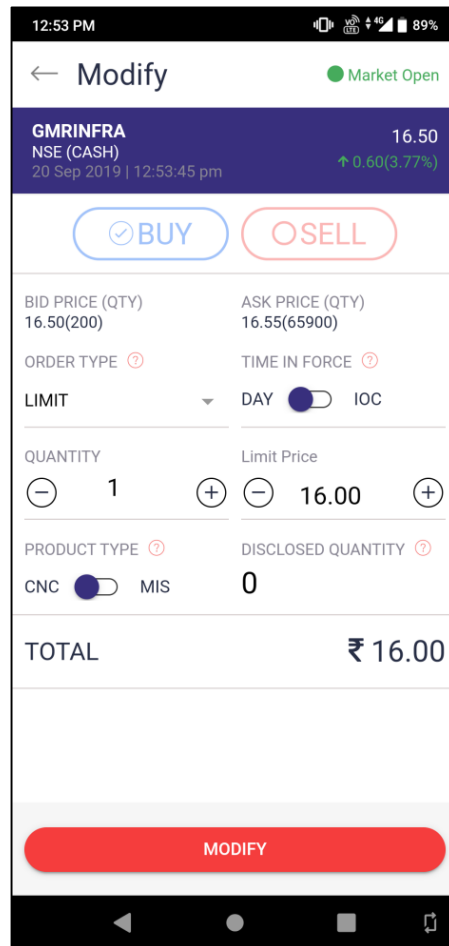 12:53 PM VO LTE 4G 89%
Modify Market Open
GMRINFRA 16.50
NSE (CASH) 0.60(3.77%)
20 Sep 2019 | 12:53:45 pm
BUY SELL
BID PRICE (QTY) ASK PRICE (QTY)
16.50(200) 16.55(65900)
ORDER TYPE ? TIME IN FORCE ?
LIMIT DAY IOC
QUANTITY Limit Price
1 16.00
PRODUCT TYPE ? DISCLOSED QUANTITY ?
CNC MIS 0
TOTAL ₹ 16.00
MODIFY